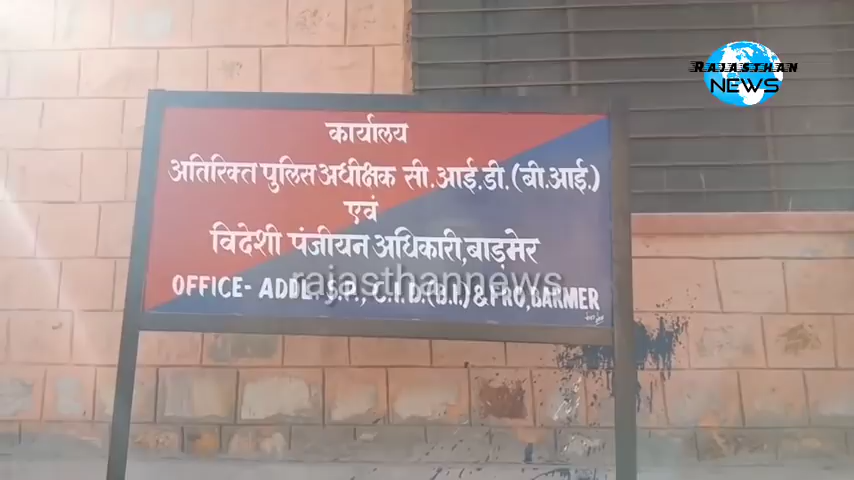 RAJASTHAN
NEWS
कार्यालय
अतिरिक्त पुलिस अधीक्षक सी.आई.डी.(बी.आई.)
एवं
विदेशी पंजीयन अधिकारी,बाड़मेर
rajasthannews
OFFICE- ADDL. S.P., C.I.D.(B.I.) & FRO, BARMER